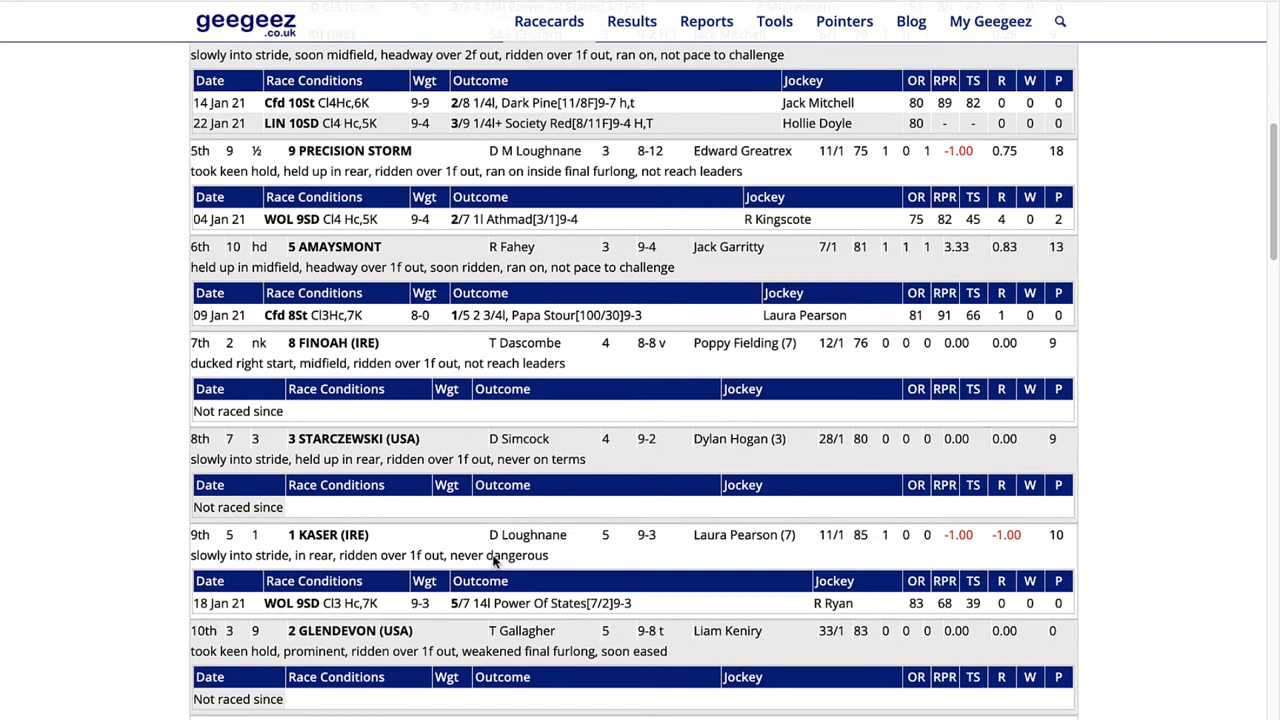 geegeez
.co.uk
Racecards Results Reports Tools Pointers Blog My Geegeez
slowly into stride, soon midfield, headway over 2f out, ridden over 1f out, ran on, not pace to challenge
Date Race Conditions Wgt Outcome Jockey OR RPR TS R W P
14 Jan 21 Cfd 10St Cl4Hc,6K 9-9 2/8 1/4l, Dark Pine[11/8F]9-7 h,t Jack Mitchell 80 89 82 0 0 0
22 Jan 21 LIN 10SD Cl4 Hc,5K 9-4 3/9 1/4l+ Society Red[8/11F]9-4 H,T Hollie Doyle 80 - - 0 0 0
5th 9 ½ 9 PRECISION STORM D M Loughnane 3 8-12 Edward Greatrex 11/1 75 1 0 1 -1.00 0.75 18
took keen hold, held up in rear, ridden over 1f out, ran on inside final furlong, not reach leaders
Date Race Conditions Wgt Outcome Jockey OR RPR TS R W P
04 Jan 21 WOL 9SD Cl4 Hc,5K 9-4 2/7 1l Athmad[3/1]9-4 R Kingscote 75 82 45 4 0 2
6th 10 hd 5 AMAYSMONT R Fahey 3 9-4 Jack Garritty 7/1 81 1 1 1 3.33 0.83 13
held up in midfield, headway over 1f out, soon ridden, ran on, not pace to challenge
Date Race Conditions Wgt Outcome Jockey OR RPR TS R W P
09 Jan 21 Cfd 8St Cl3Hc,7K 8-0 1/5 2 3/4l, Papa Stour[100/30]9-3 Laura Pearson 81 91 66 1 0 0
7th 2 nk 8 FINOAH (IRE) T Dascombe 4 8-8 v Poppy Fielding (7) 12/1 76 0 0 0 0.00 0.00 9
ducked right start, midfield, ridden over 1f out, not reach leaders
Date Race Conditions Wgt Outcome Jockey OR RPR TS R W P
Not raced since
8th 7 3 3 STARCZEWSKI (USA) D Simcock 4 9-2 Dylan Hogan (3) 28/1 80 0 0 0 0.00 0.00 9
slowly into stride, held up in rear, ridden over 1f out, never on terms
Date Race Conditions Wgt Outcome Jockey OR RPR TS R W P
Not raced since
9th 5 1 1 KASER (IRE) D Loughnane 5 9-3 Laura Pearson (7) 11/1 85 1 0 0 -1.00 -1.00 10
slowly into stride, in rear, ridden over 1f out, never dangerous
Date Race Conditions Wgt Outcome Jockey OR RPR TS R W P
18 Jan 21 WOL 9SD Cl3 Hc,7K 9-3 5/7 14l Power Of States[7/2]9-3 R Ryan 83 68 39 0 0 0
10th 3 9 2 GLENDEVON (USA) T Gallagher 5 9-8 t Liam Keniry 33/1 83 0 0 0 0.00 0.00 0
took keen hold, prominent, ridden over 1f out, weakened final furlong, soon eased
Date Race Conditions Wgt Outcome Jockey OR RPR TS R W P
Not raced since